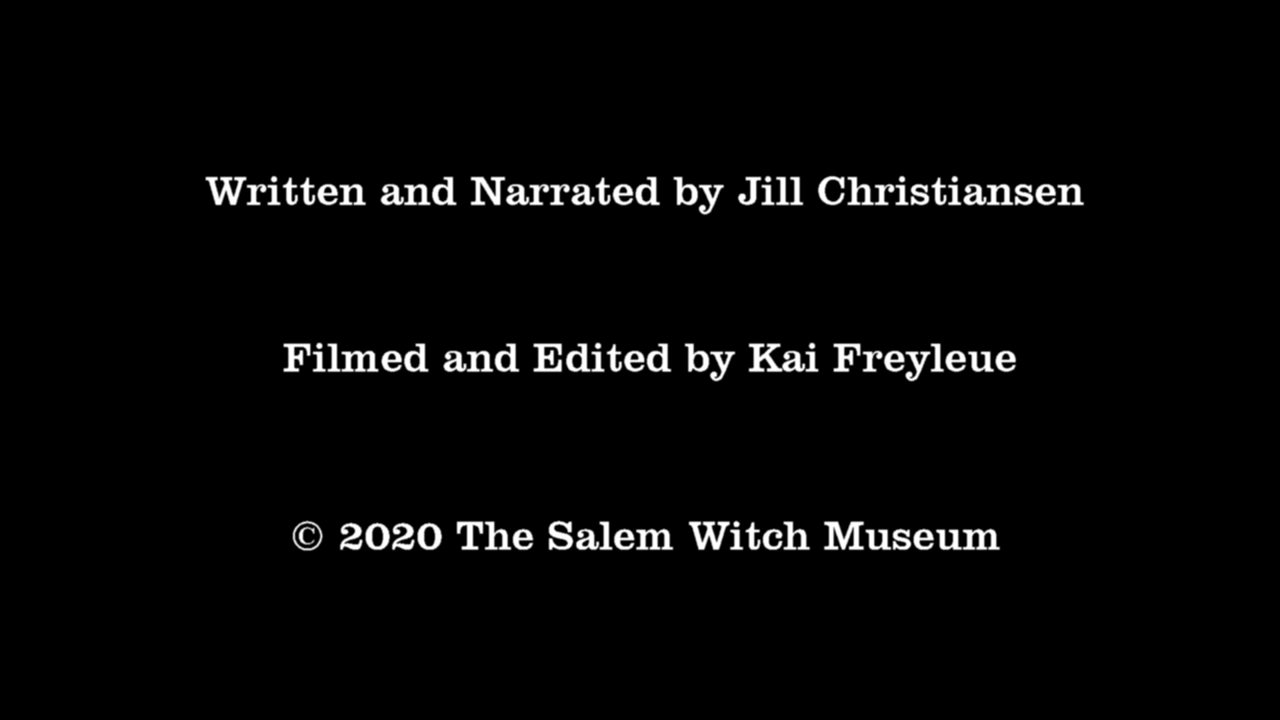 Written and Narrated by Jill Christiansen
Filmed and Edited by Kai Freyleue
© 2020 The Salem Witch Museum